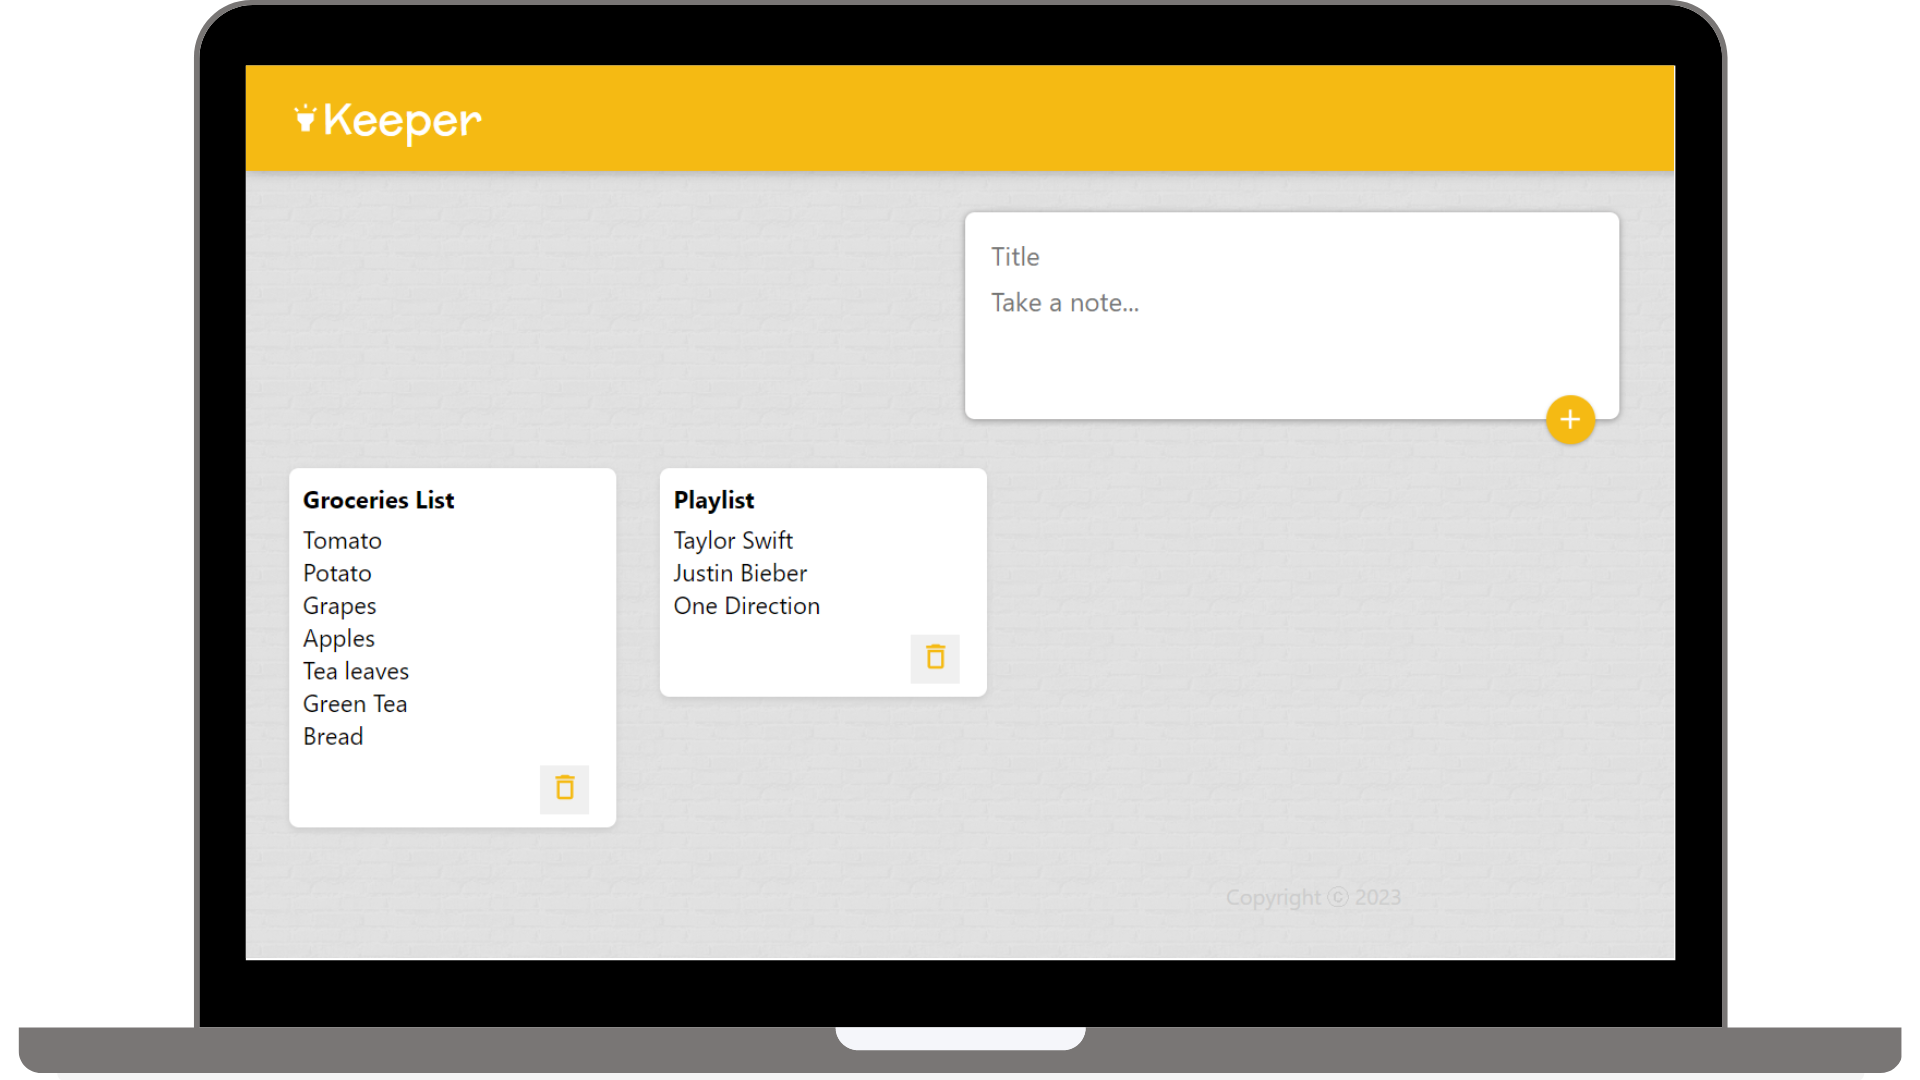 Keeper
Title
Take a note...
Groceries List
Tomato
Potato
Grapes
Apples
Tea leaves
Green Tea
Bread
Playlist
Taylor Swift
Justin Bieber
One Direction
Copyright ⓒ 2023